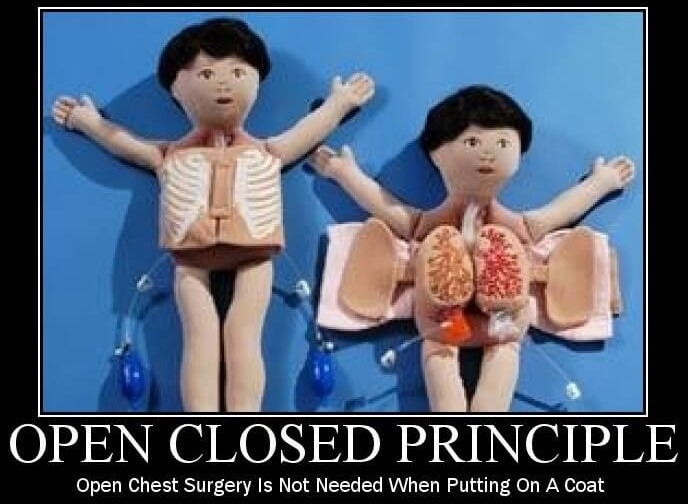 OPEN CLOSED PRINCIPLE
Open Chest Surgery Is Not Needed When Putting On A Coat